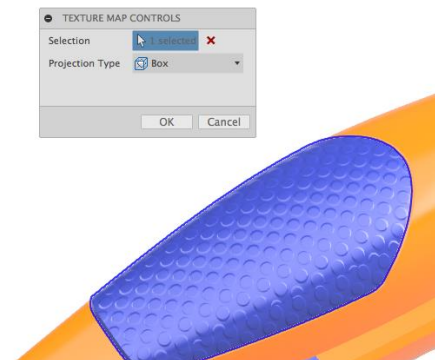 TEXTURE MAP CONTROLS
Selection 1 selected
Projection Type Box
OK Cancel